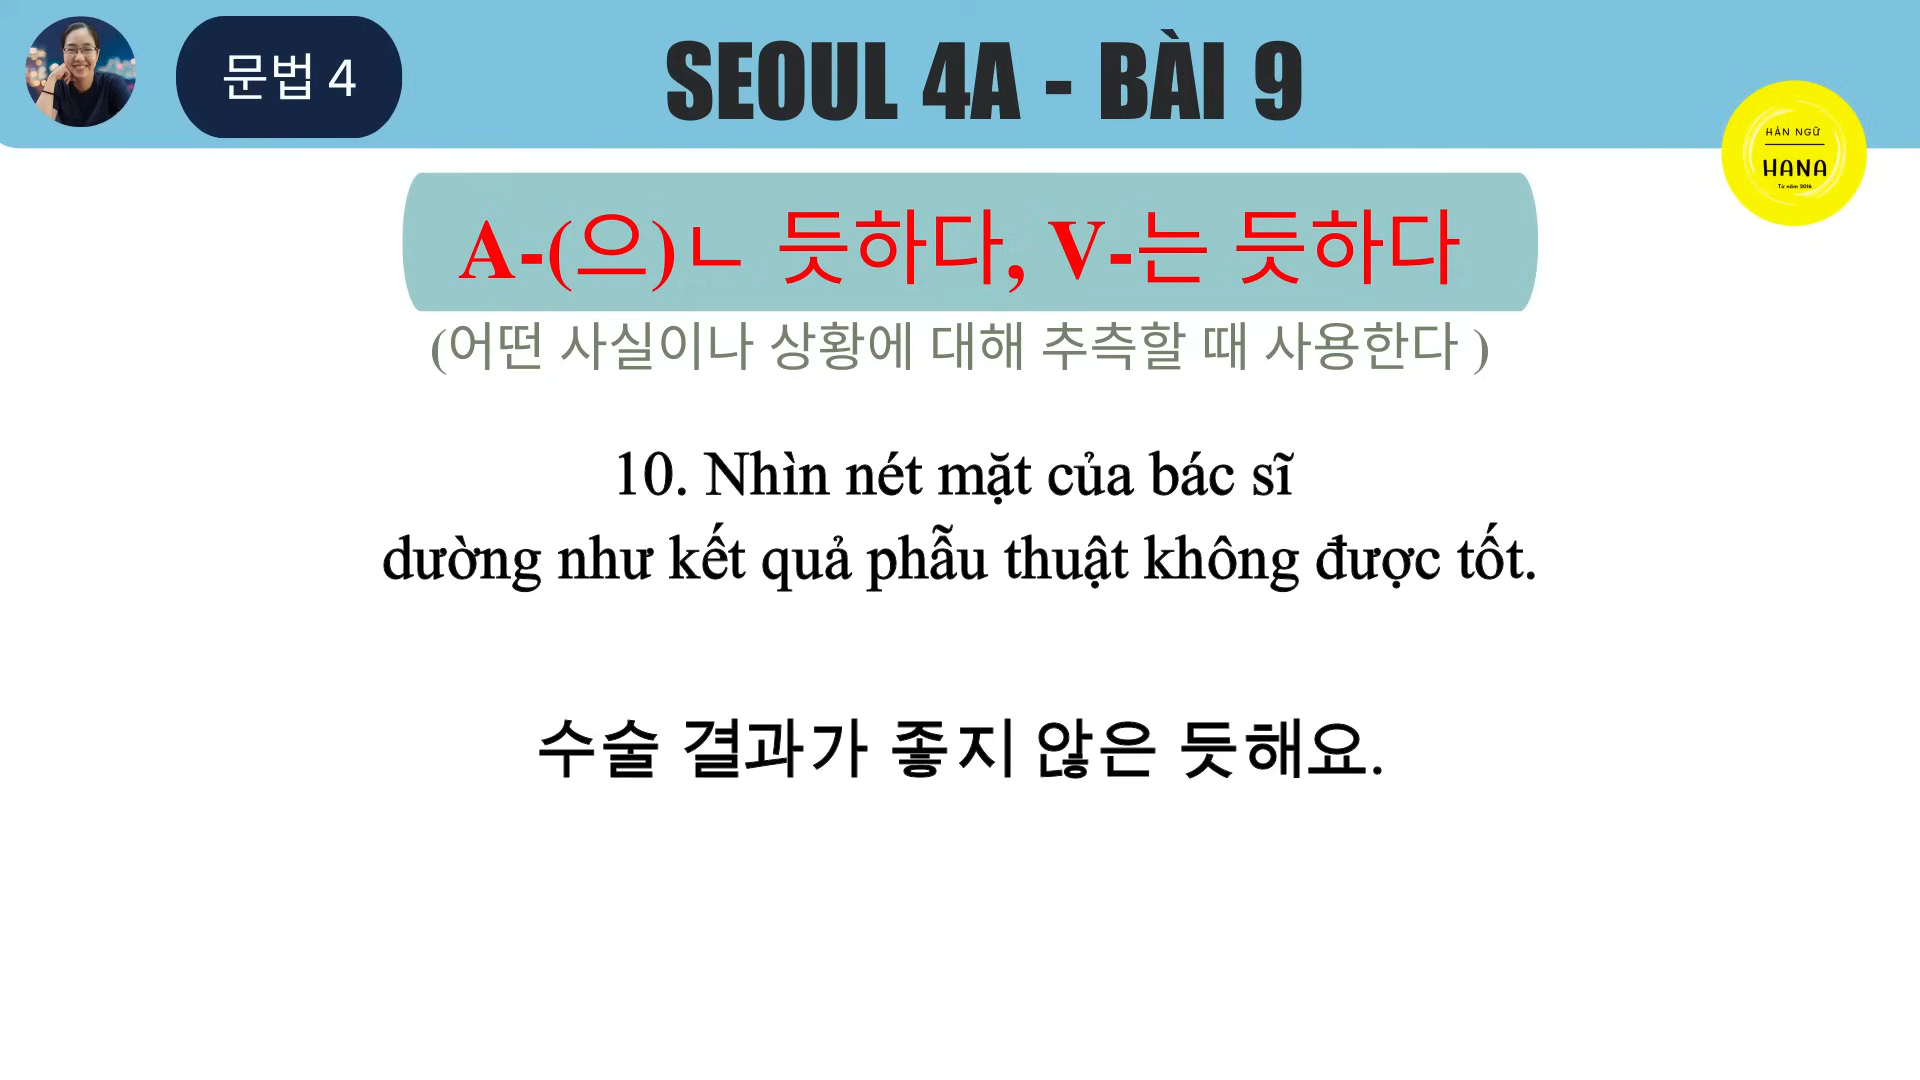 문법 4
SEOUL 4A - BÀI 9
HÀN NGỮ
HANA
Từ năm 2016
A-(으)ㄴ 듯하다, V-는 듯하다
(어떤 사실이나 상황에 대해 추측할 때 사용한다 )
10. Nhìn nét mặt của bác sĩ
dường như kết quả phẫu thuật không được tốt.
수술 결과가 좋지 않은 듯해요.